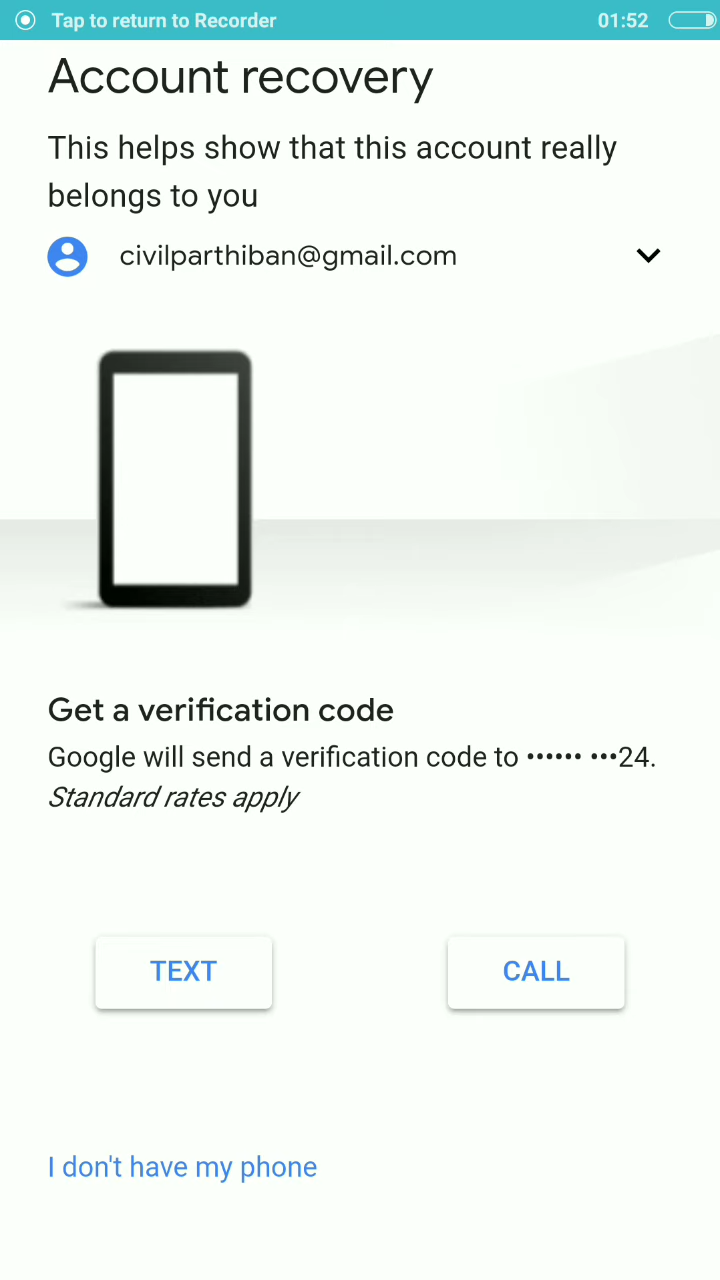 Tap to return to Recorder 01:52
Account recovery
This helps show that this account really
belongs to you
civilparthiban@gmail.com
Get a verification code
Google will send a verification code to •••••• •••24.
Standard rates apply
TEXT CALL
I don't have my phone